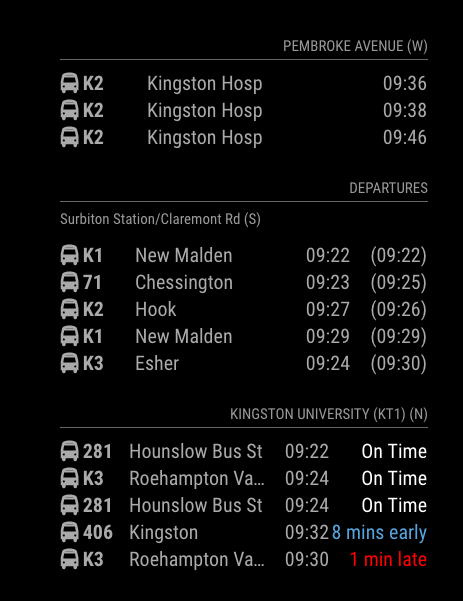 PEMBROKE AVENUE (W)
K2 Kingston Hosp 09:36
K2 Kingston Hosp 09:38
K2 Kingston Hosp 09:46
DEPARTURES
Surbiton Station/Claremont Rd (S)
K1 New Malden 09:22 (09:22)
71 Chessington 09:23 (09:25)
K2 Hook 09:27 (09:26)
K1 New Malden 09:29 (09:29)
K3 Esher 09:24 (09:30)
KINGSTON UNIVERSITY (KT1) (N)
281 Hounslow Bus St 09:22 On Time
K3 Roehampton Va… 09:24 On Time
281 Hounslow Bus St 09:24 On Time
406 Kingston 09:32 8 mins early
K3 Roehampton Va… 09:30 1 min late